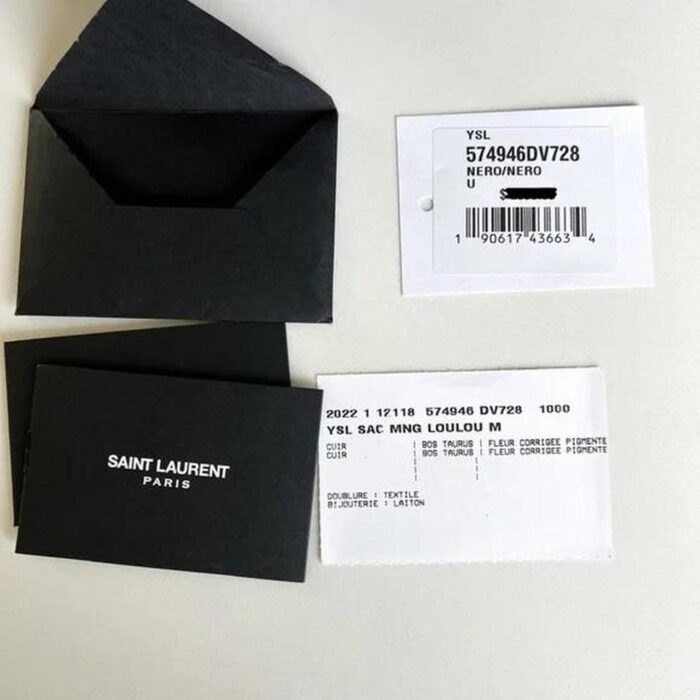 YSL
574946DV728
NERO/NERO
U
$
1 90617 43663 4
SAINT LAURENT
PARIS
2022 1 12118 574946 DV728 1000
YSL SAC MNG LOULOU M
CUIR | BOS TAURUS | FLEUR CORRIGEE PIGMENTE
CUIR | BOS TAURUS | FLEUR CORRIGEE PIGMENTE
| |
| |
| |
DOUBLURE : TEXTILE
BIJOUTERIE : LAITON